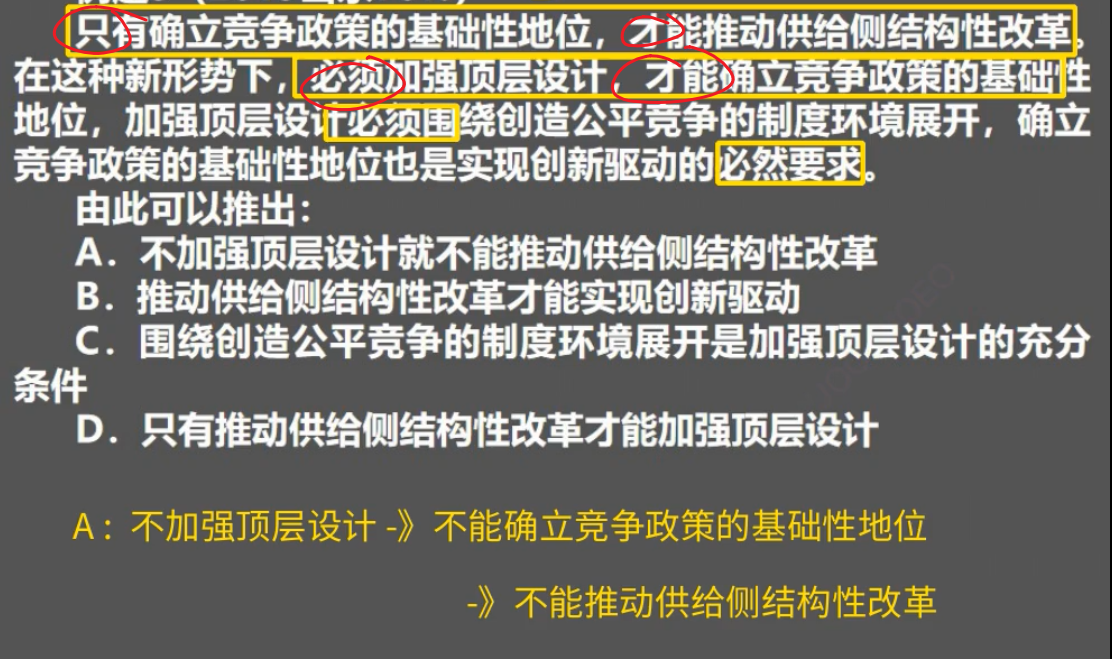 只有确立竞争政策的基础性地位，才能推动供给侧结构性改革。
在这种新形势下，必须加强顶层设计，才能确立竞争政策的基础性
地位，加强顶层设计必须围绕创造公平竞争的制度环境展开，确立
竞争政策的基础性地位也是实现创新驱动的必然要求。
由此可以推出：
A．不加强顶层设计就不能推动供给侧结构性改革
B．推动供给侧结构性改革才能实现创新驱动
C．围绕创造公平竞争的制度环境展开是加强顶层设计的充分
条件
D．只有推动供给侧结构性改革才能加强顶层设计
A：不加强顶层设计 -》不能确立竞争政策的基础性地位
-》不能推动供给侧结构性改革